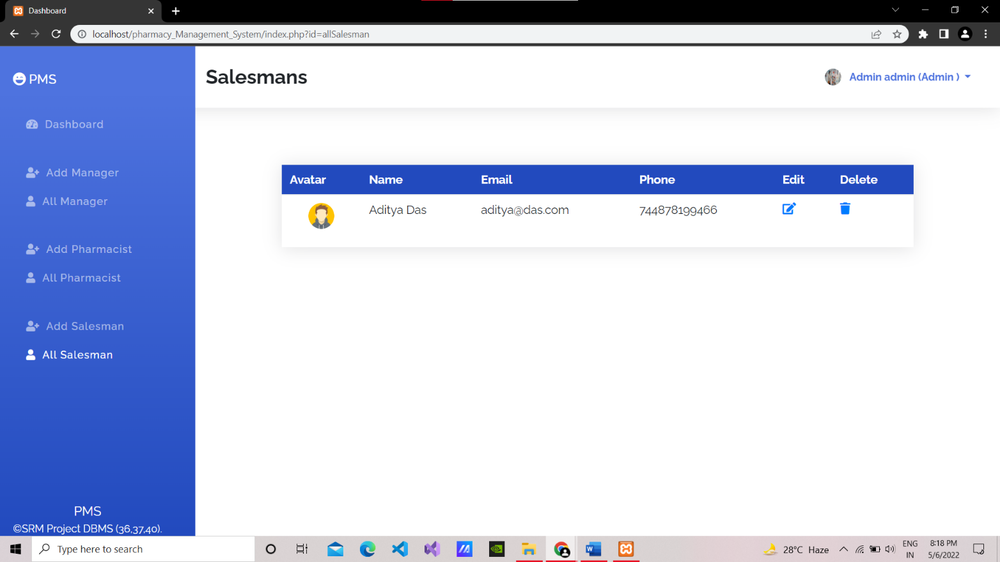 Dashboard
localhost/pharmacy_Management_System/index.php?id=allSalesman
PMS
Salesmans
Admin admin (Admin )
Dashboard
Add Manager
All Manager
Add Pharmacist
All Pharmacist
Add Salesman
All Salesman
Avatar Name Email Phone Edit Delete
Aditya Das aditya@das.com 744878199466
PMS
©SRM Project DBMS (36,37,40).
Type here to search
28°C Haze
ENG
IN
8:18 PM
5/6/2022